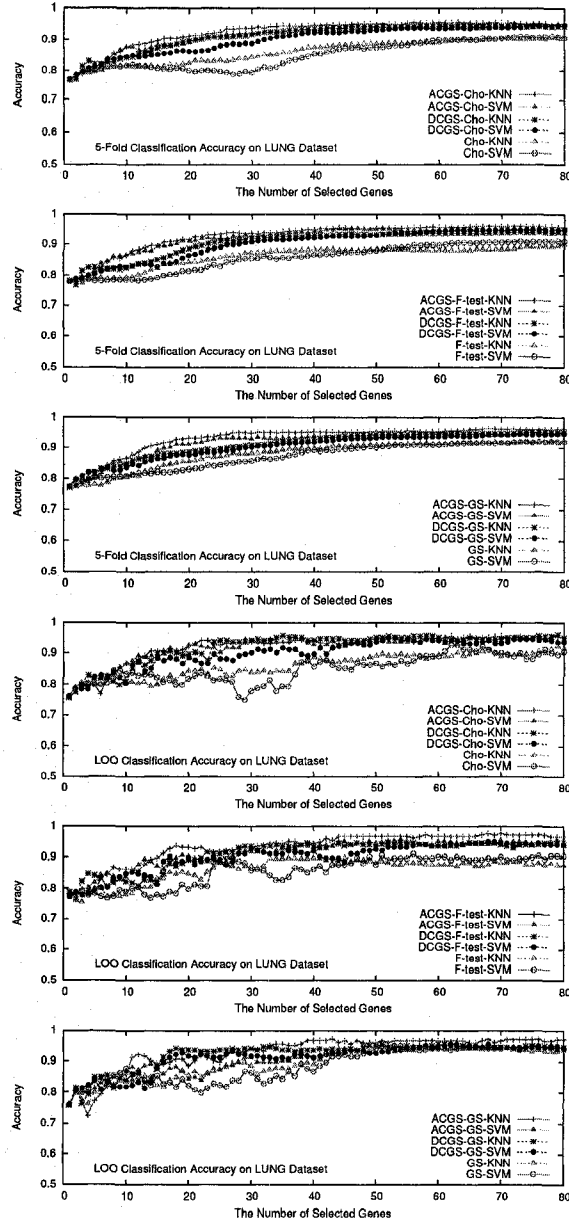 1
0.9
0.8
0.7
0.6
0.5
Accuracy
ACGS-Cho-KNN
ACGS-Cho-SVM
DCGS-Cho-KNN
DCGS-Cho-SVM
Cho-KNN
Cho-SVM
5-Fold Classification Accuracy on LUNG Dataset
0 10 20 30 40 50 60 70 80
The Number of Selected Genes
1
0.9
0.8
0.7
0.6
0.5
Accuracy
ACGS-F-test-KNN
ACGS-F-test-SVM
DCGS-F-test-KNN
DCGS-F-test-SVM
F-test-KNN
F-test-SVM
5-Fold Classification Accuracy on LUNG Dataset
0 10 20 30 40 50 60 70 80
The Number of Selected Genes
1
0.9
0.8
0.7
0.6
0.5
Accuracy
ACGS-GS-KNN
ACGS-GS-SVM
DCGS-GS-KNN
DCGS-GS-SVM
GS-KNN
GS-SVM
5-Fold Classification Accuracy on LUNG Dataset
0 10 20 30 40 50 60 70 80
The Number of Selected Genes
1
0.9
0.8
0.7
0.6
0.5
Accuracy
ACGS-Cho-KNN
ACGS-Cho-SVM
DCGS-Cho-KNN
DCGS-Cho-SVM
Cho-KNN
Cho-SVM
LOO Classification Accuracy on LUNG Dataset
0 10 20 30 40 50 60 70 80
The Number of Selected Genes
1
0.9
0.8
0.7
0.6
0.5
Accuracy
ACGS-F-test-KNN
ACGS-F-test-SVM
DCGS-F-test-KNN
DCGS-F-test-SVM
F-test-KNN
F-test-SVM
LOO Classification Accuracy on LUNG Dataset
0 10 20 30 40 50 60 70 80
The Number of Selected Genes
1
0.9
0.8
0.7
0.6
0.5
Accuracy
ACGS-GS-KNN
ACGS-GS-SVM
DCGS-GS-KNN
DCGS-GS-SVM
GS-KNN
GS-SVM
LOO Classification Accuracy on LUNG Dataset
0 10 20 30 40 50 60 70 80
The Number of Selected Genes